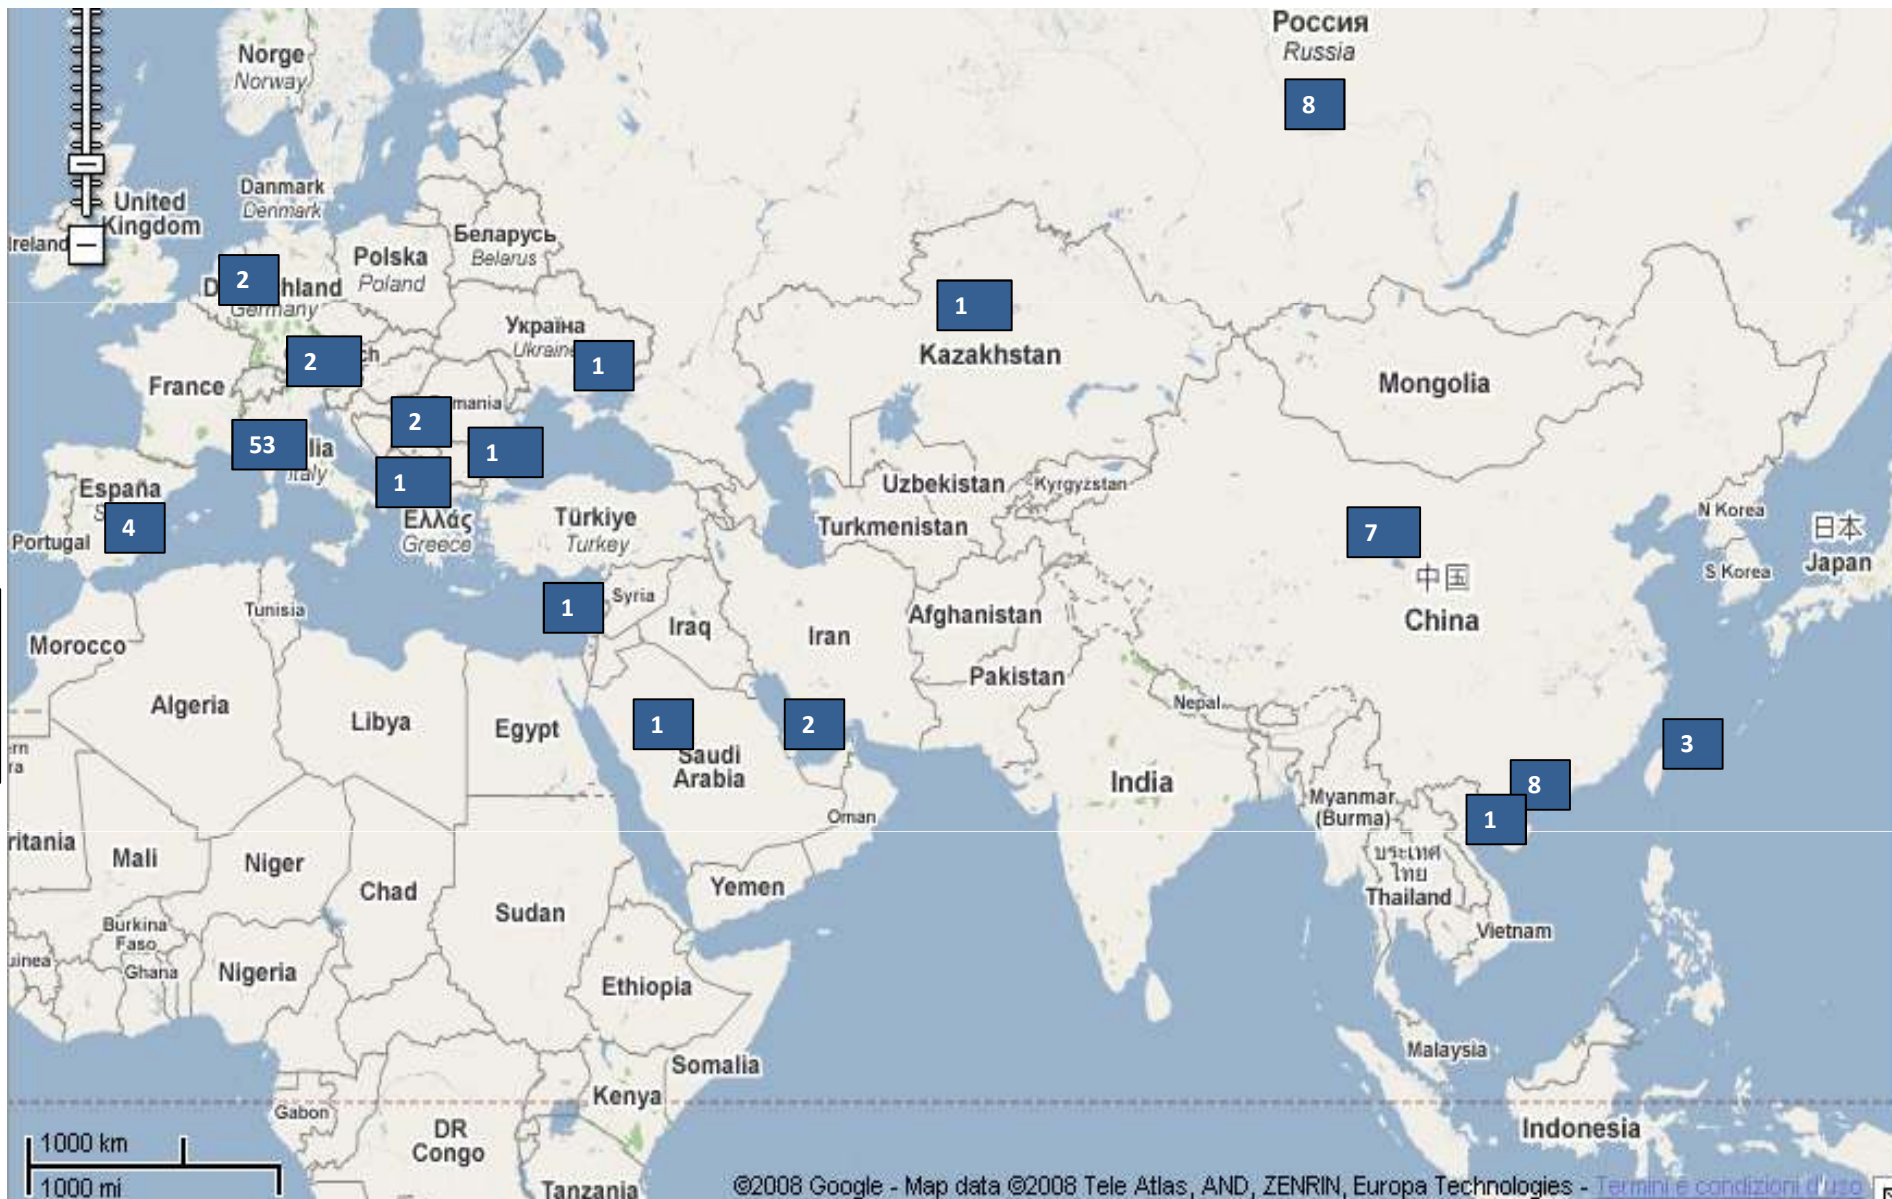 Россия
Russia
8
Norge
Norway
Danmark
Denmark
United
Kingdom
Ireland
Беларусь
Belarus
Polska
Poland
2
hland
Germany
1
Україна
Ukraine
1
2
ch
Kazakhstan
France
Mongolia
2
mania
53
lia
Italy
1
1
España
4
Portugal
Ελλάς
Greece
Türkiye
Turkey
Uzbekistan
Kyrgyzstan
Turkmenistan
7
N Korea
日本
Japan
S Korea
中国
China
1
Syria
Tunisia
Morocco
Iraq
Iran
Afghanistan
Pakistan
Algeria
Libya
Egypt
1
2
Saudi
Arabia
Nepal
3
India
8
1
Myanmar
(Burma)
Oman
ern
ra
ritania
Mali
Niger
Chad
Sudan
Yemen
ประเทศ
ไทย
Thailand
Vietnam
Burkina
Faso
uinea
Ghana
Nigeria
Ethiopia
Somalia
Kenya
Malaysia
Gabon
DR
Congo
Indonesia
1000 km
1000 mi
Tanzania
©2008 Google - Map data ©2008 Tele Atlas, AND, ZENRIN, Europa Technologies - Termini e condizioni d'uso